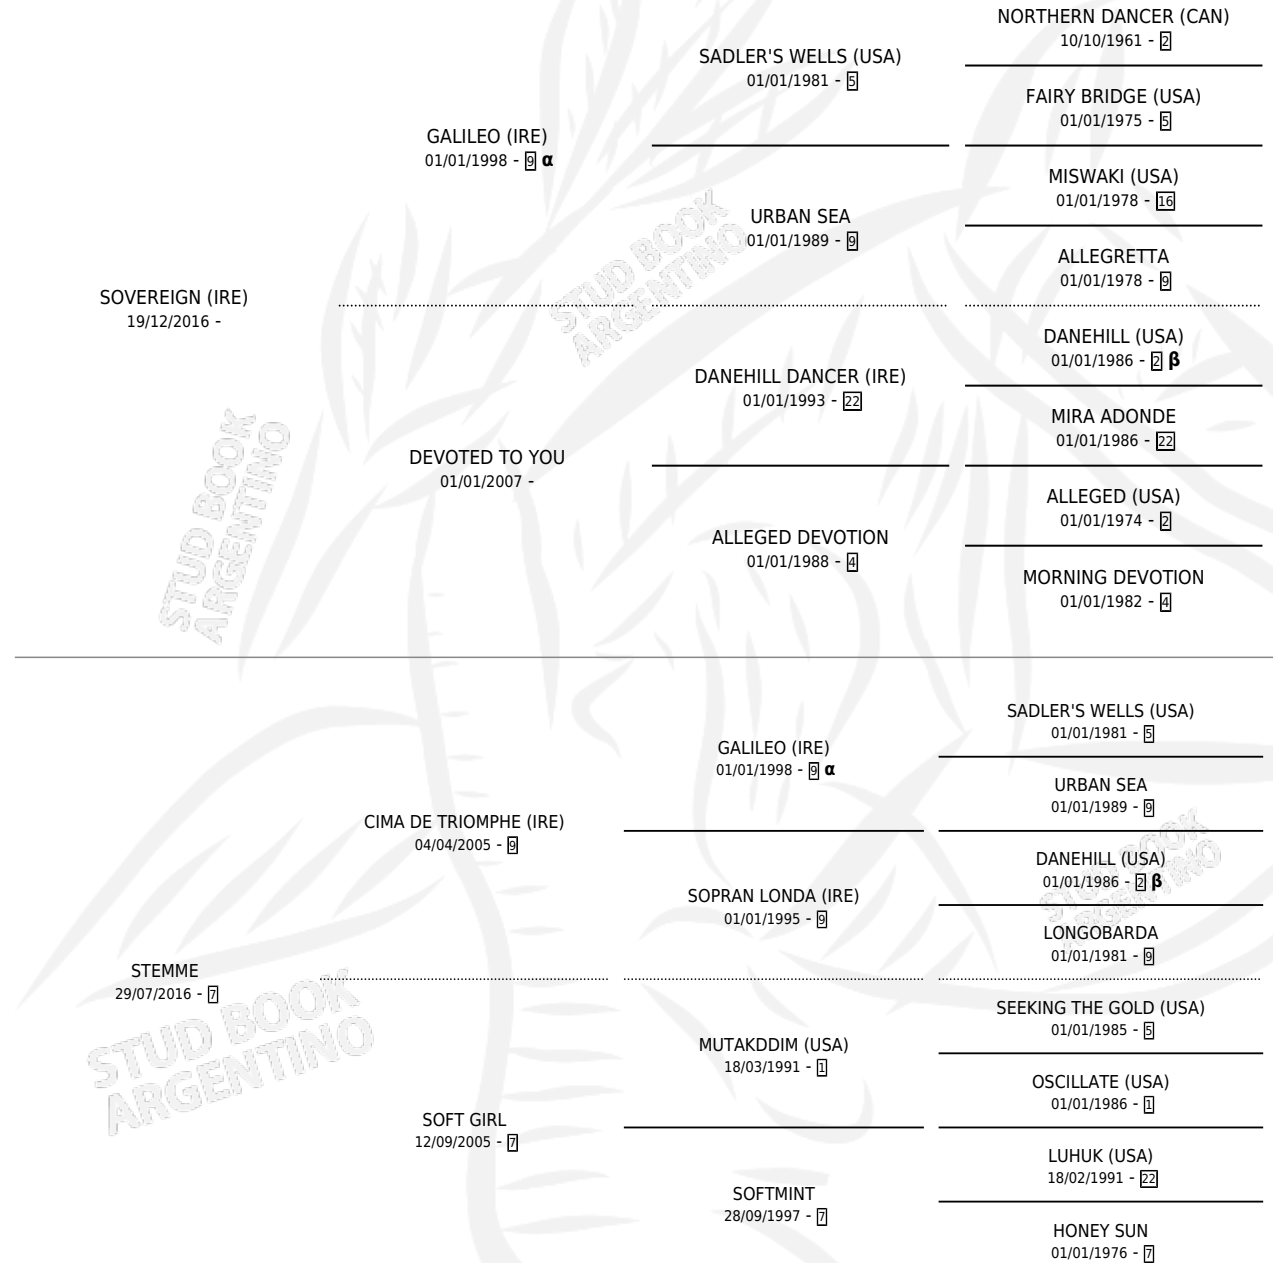 NORTHERN DANCER (CAN)
10/10/1961 - 2
SADLER'S WELLS (USA)
01/01/1981 - 5
FAIRY BRIDGE (USA)
01/01/1975 - 5
GALILEO (IRE)
01/01/1998 - 9 α
MISWAKI (USA)
01/01/1978 - 16
URBAN SEA
01/01/1989 - 9
ALLEGRETTA
01/01/1978 - 9
SOVEREIGN (IRE)
19/12/2016 -
DANEHILL (USA)
01/01/1986 - 2 β
DANEHILL DANCER (IRE)
01/01/1993 - 22
MIRA ADONDE
01/01/1986 - 22
DEVOTED TO YOU
01/01/2007 -
ALLEGED (USA)
01/01/1974 - 2
ALLEGED DEVOTION
01/01/1988 - 4
MORNING DEVOTION
01/01/1982 - 4
SADLER'S WELLS (USA)
01/01/1981 - 5
GALILEO (IRE)
01/01/1998 - 9 α
URBAN SEA
01/01/1989 - 9
CIMA DE TRIOMPHE (IRE)
04/04/2005 - 9
DANEHILL (USA)
01/01/1986 - 2 β
SOPRAN LONDA (IRE)
01/01/1995 - 9
LONGOBARDA
01/01/1981 - 9
STEMME
29/07/2016 - 7
SEEKING THE GOLD (USA)
01/01/1985 - 5
MUTAKDDIM (USA)
18/03/1991 - 1
OSCILLATE (USA)
01/01/1986 - 1
SOFT GIRL
12/09/2005 - 7
LUHUK (USA)
18/02/1991 - 22
SOFTMINT
28/09/1997 - 7
HONEY SUN
01/01/1976 - 7
STUD BOOK
ARGENTINO
STUD BOOK
ARGENTINO
STUD BOOK
ARGENTINO
STUD BOOK
ARGENTINO